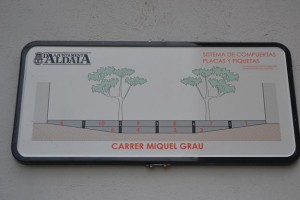 AJUNTAMENT D'
ALDAIA
SISTEMA DE COMPUERTAS
PLACAS Y PIQUETAS
CARRER MIQUEL GRAU